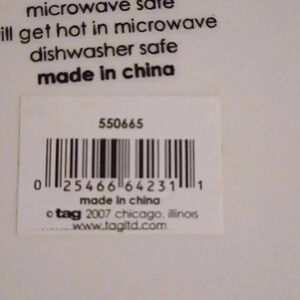 microwave safe
ill get hot in microwave
dishwasher safe
made in china
550665
0 25466 64231 1
made in china
© tag 2007 chicago, illinois
www.tagltd.com